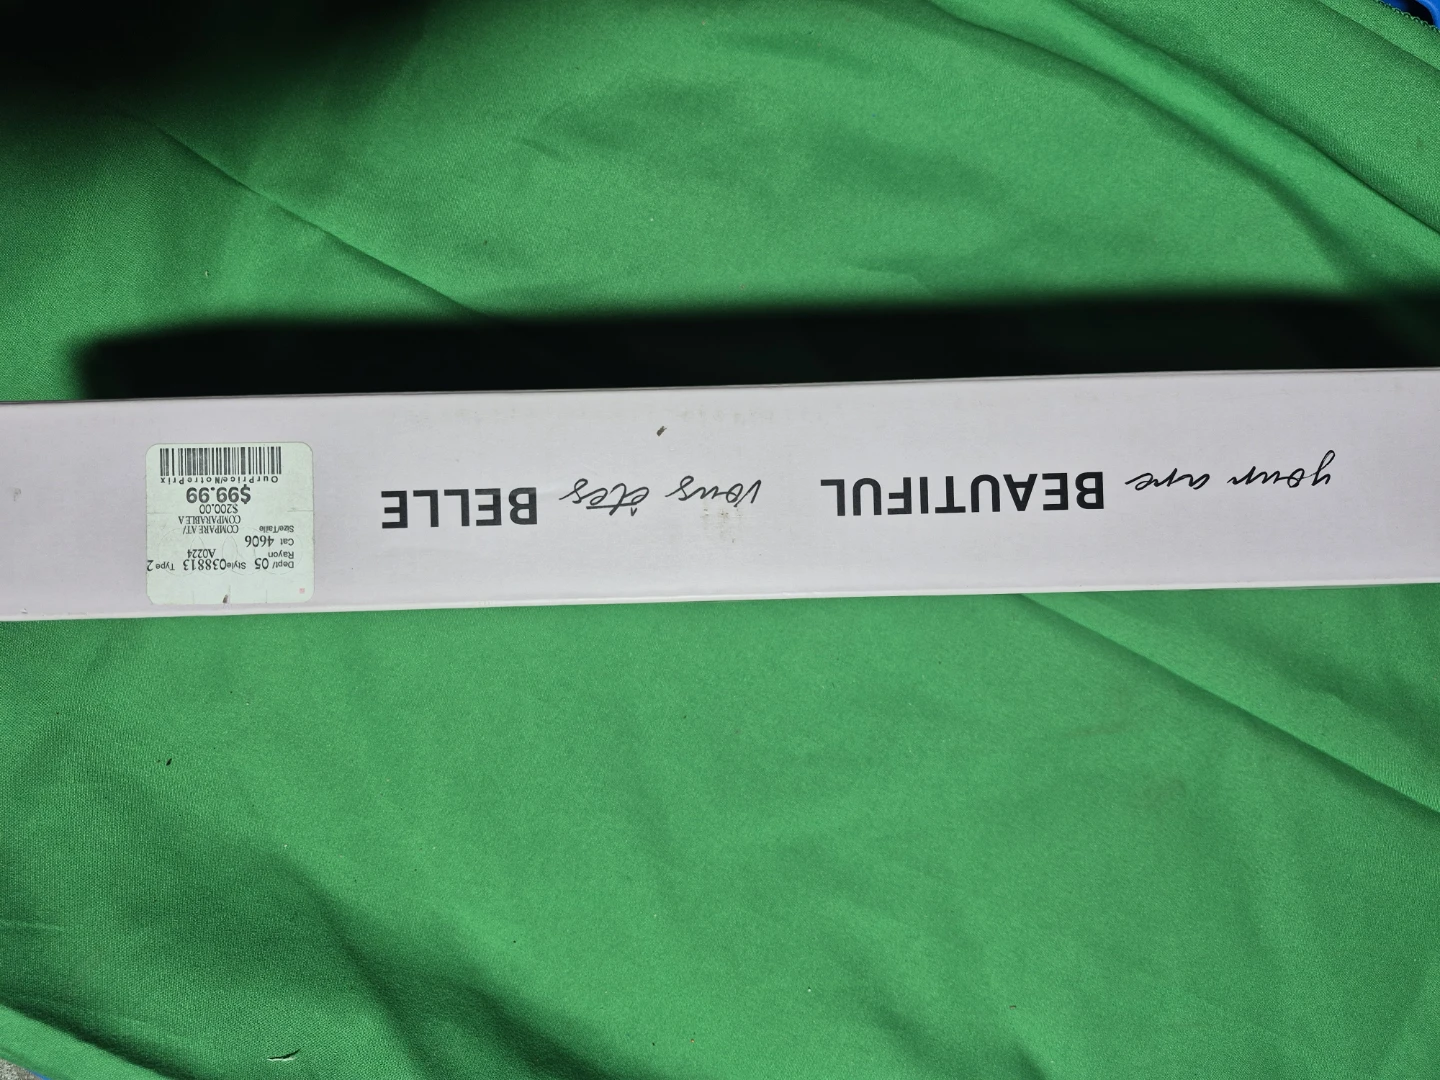 your are BEAUTIFUL vous êtes BELLE
Dept/ 05 Style038813 Type 2
Rayon A0224
Cat 4606
Size/Taille COMPARE AT/
COMPARABLE A
$200.00
$99.99
Our Price/Notre Prix